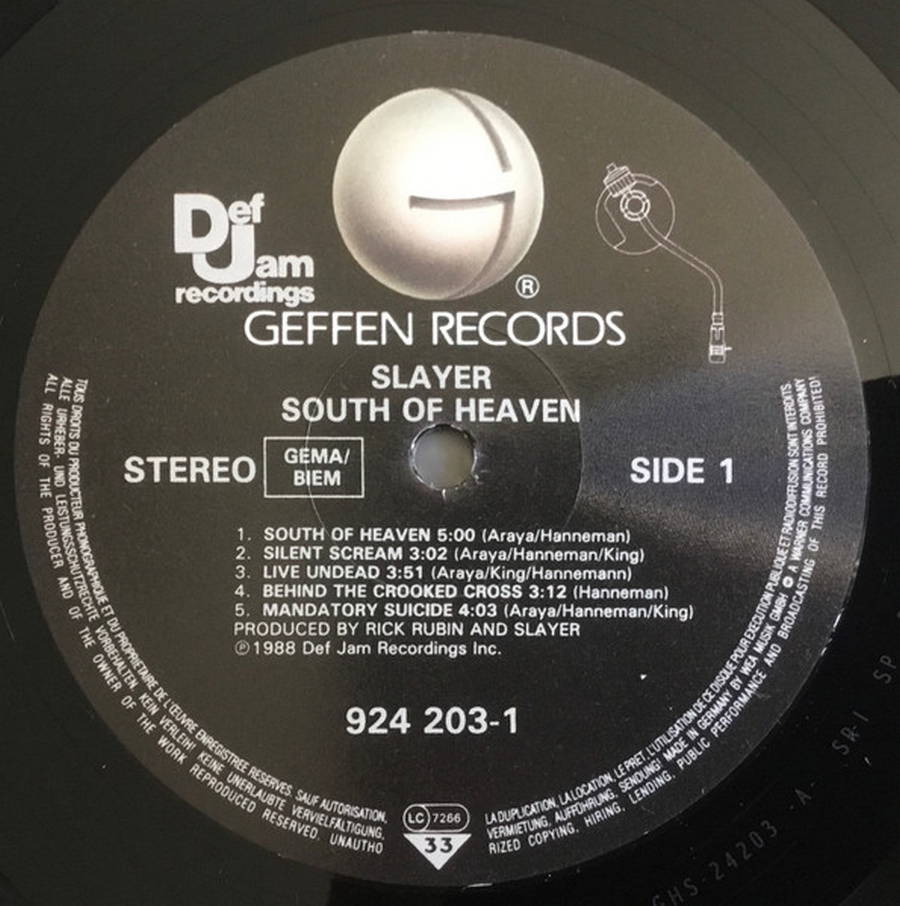 Def
Jam
recordings
®
GEFFEN RECORDS
SLAYER
SOUTH OF HEAVEN
STEREO
GEMA/
BIEM
SIDE 1
1. SOUTH OF HEAVEN 5:00 (Araya/Hanneman)
2. SILENT SCREAM 3:02 (Araya/Hanneman/King)
3. LIVE UNDEAD 3:51 (Araya/King/Hannemann)
4. BEHIND THE CROOKED CROSS 3:12 (Hanneman)
5. MANDATORY SUICIDE 4:03 (Araya/Hanneman/King)
PRODUCED BY RICK RUBIN AND SLAYER
℗1988 Def Jam Recordings Inc.
924 203-1
TOUS DROITS DU PRODUCTEUR PHONOGRAPHIQUE ET DU PROPRIETAIRE DE L'ŒUVRE ENREGISTREE RESERVES. SAUF AUTORISATION,
LA DUPLICATION, LA LOCATION, LE PRET, L'UTILISATION DE CE DISQUE POUR EXECUTION PUBLIQUE ET RADIODIFFUSION SONT INTERDITS.
ALLE URHEBER- UND LEISTUNGSSCHUTZRECHTE VORBEHALTEN. KEIN VERLEIH! KEINE UNERLAUBTE VERVIELFÄLTIGUNG,
VERMIETUNG, AUFFÜHRUNG, SENDUNG! MADE IN GERMANY BY WEA MUSIK GMBH A WARNER COMMUNICATIONS COMPANY
ALL RIGHTS OF THE PRODUCER AND OF THE OWNER OF THE WORK REPRODUCED RESERVED. UNAUTHO
RIZED COPYING, HIRING, LENDING, PUBLIC PERFORMANCE AND BROADCASTING OF THIS RECORD PROHIBITED!
LC 7266
33
GHS-24203-A- SR-1 SP